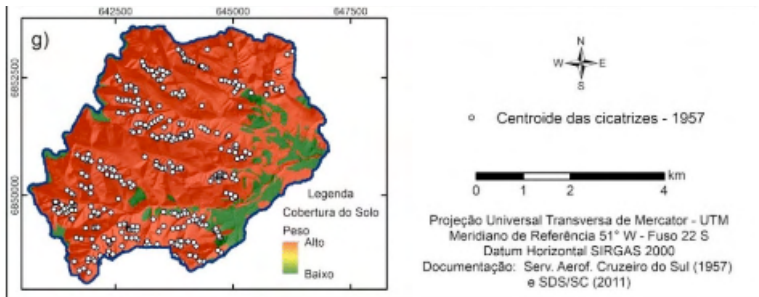 642500 645000 647500
g)
6852500
6850000
Legenda
Cobertura do Solo
Peso
Alto
Baixo
N
W E
S
Centroide das cicatrizes - 1957
km
0 1 2 4
Projeção Universal Transversa de Mercator - UTM
Meridiano de Referência 51° W - Fuso 22 S
Datum Horizontal SIRGAS 2000
Documentação: Serv. Aerof. Cruzeiro do Sul (1957)
e SDS/SC (2011)